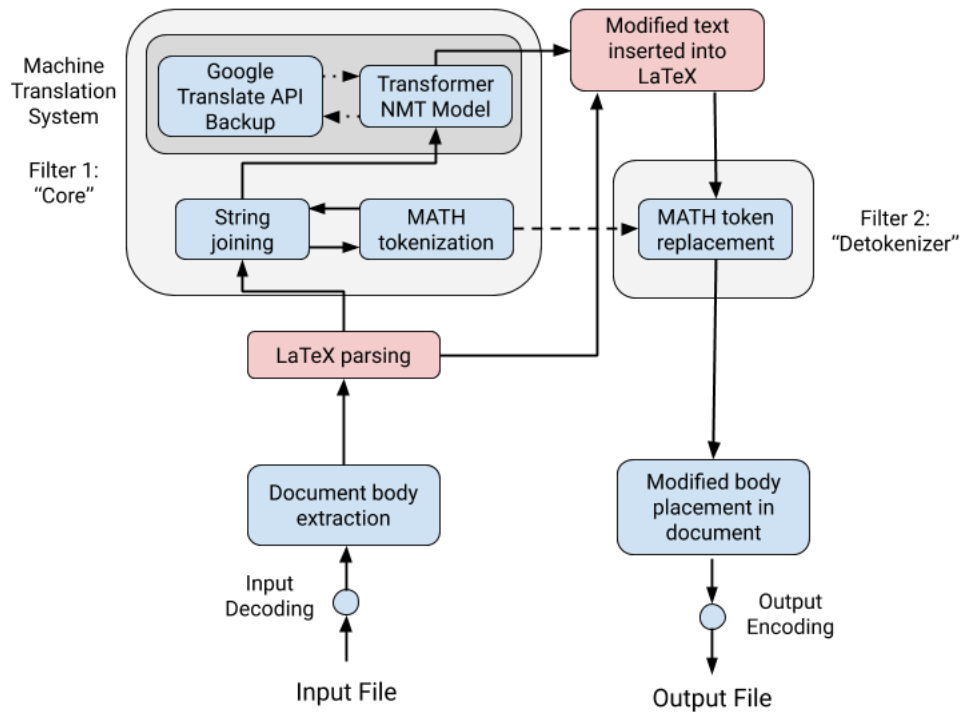 Machine
Translation
System
Google
Translate API
Backup
Transformer
NMT Model
Modified text
inserted into
LaTeX
Filter 1:
“Core”
String
joining
MATH
tokenization
MATH token
replacement
Filter 2:
“Detokenizer”
LaTeX parsing
Document body
extraction
Modified body
placement in
document
Input
Decoding
Output
Encoding
Input File
Output File